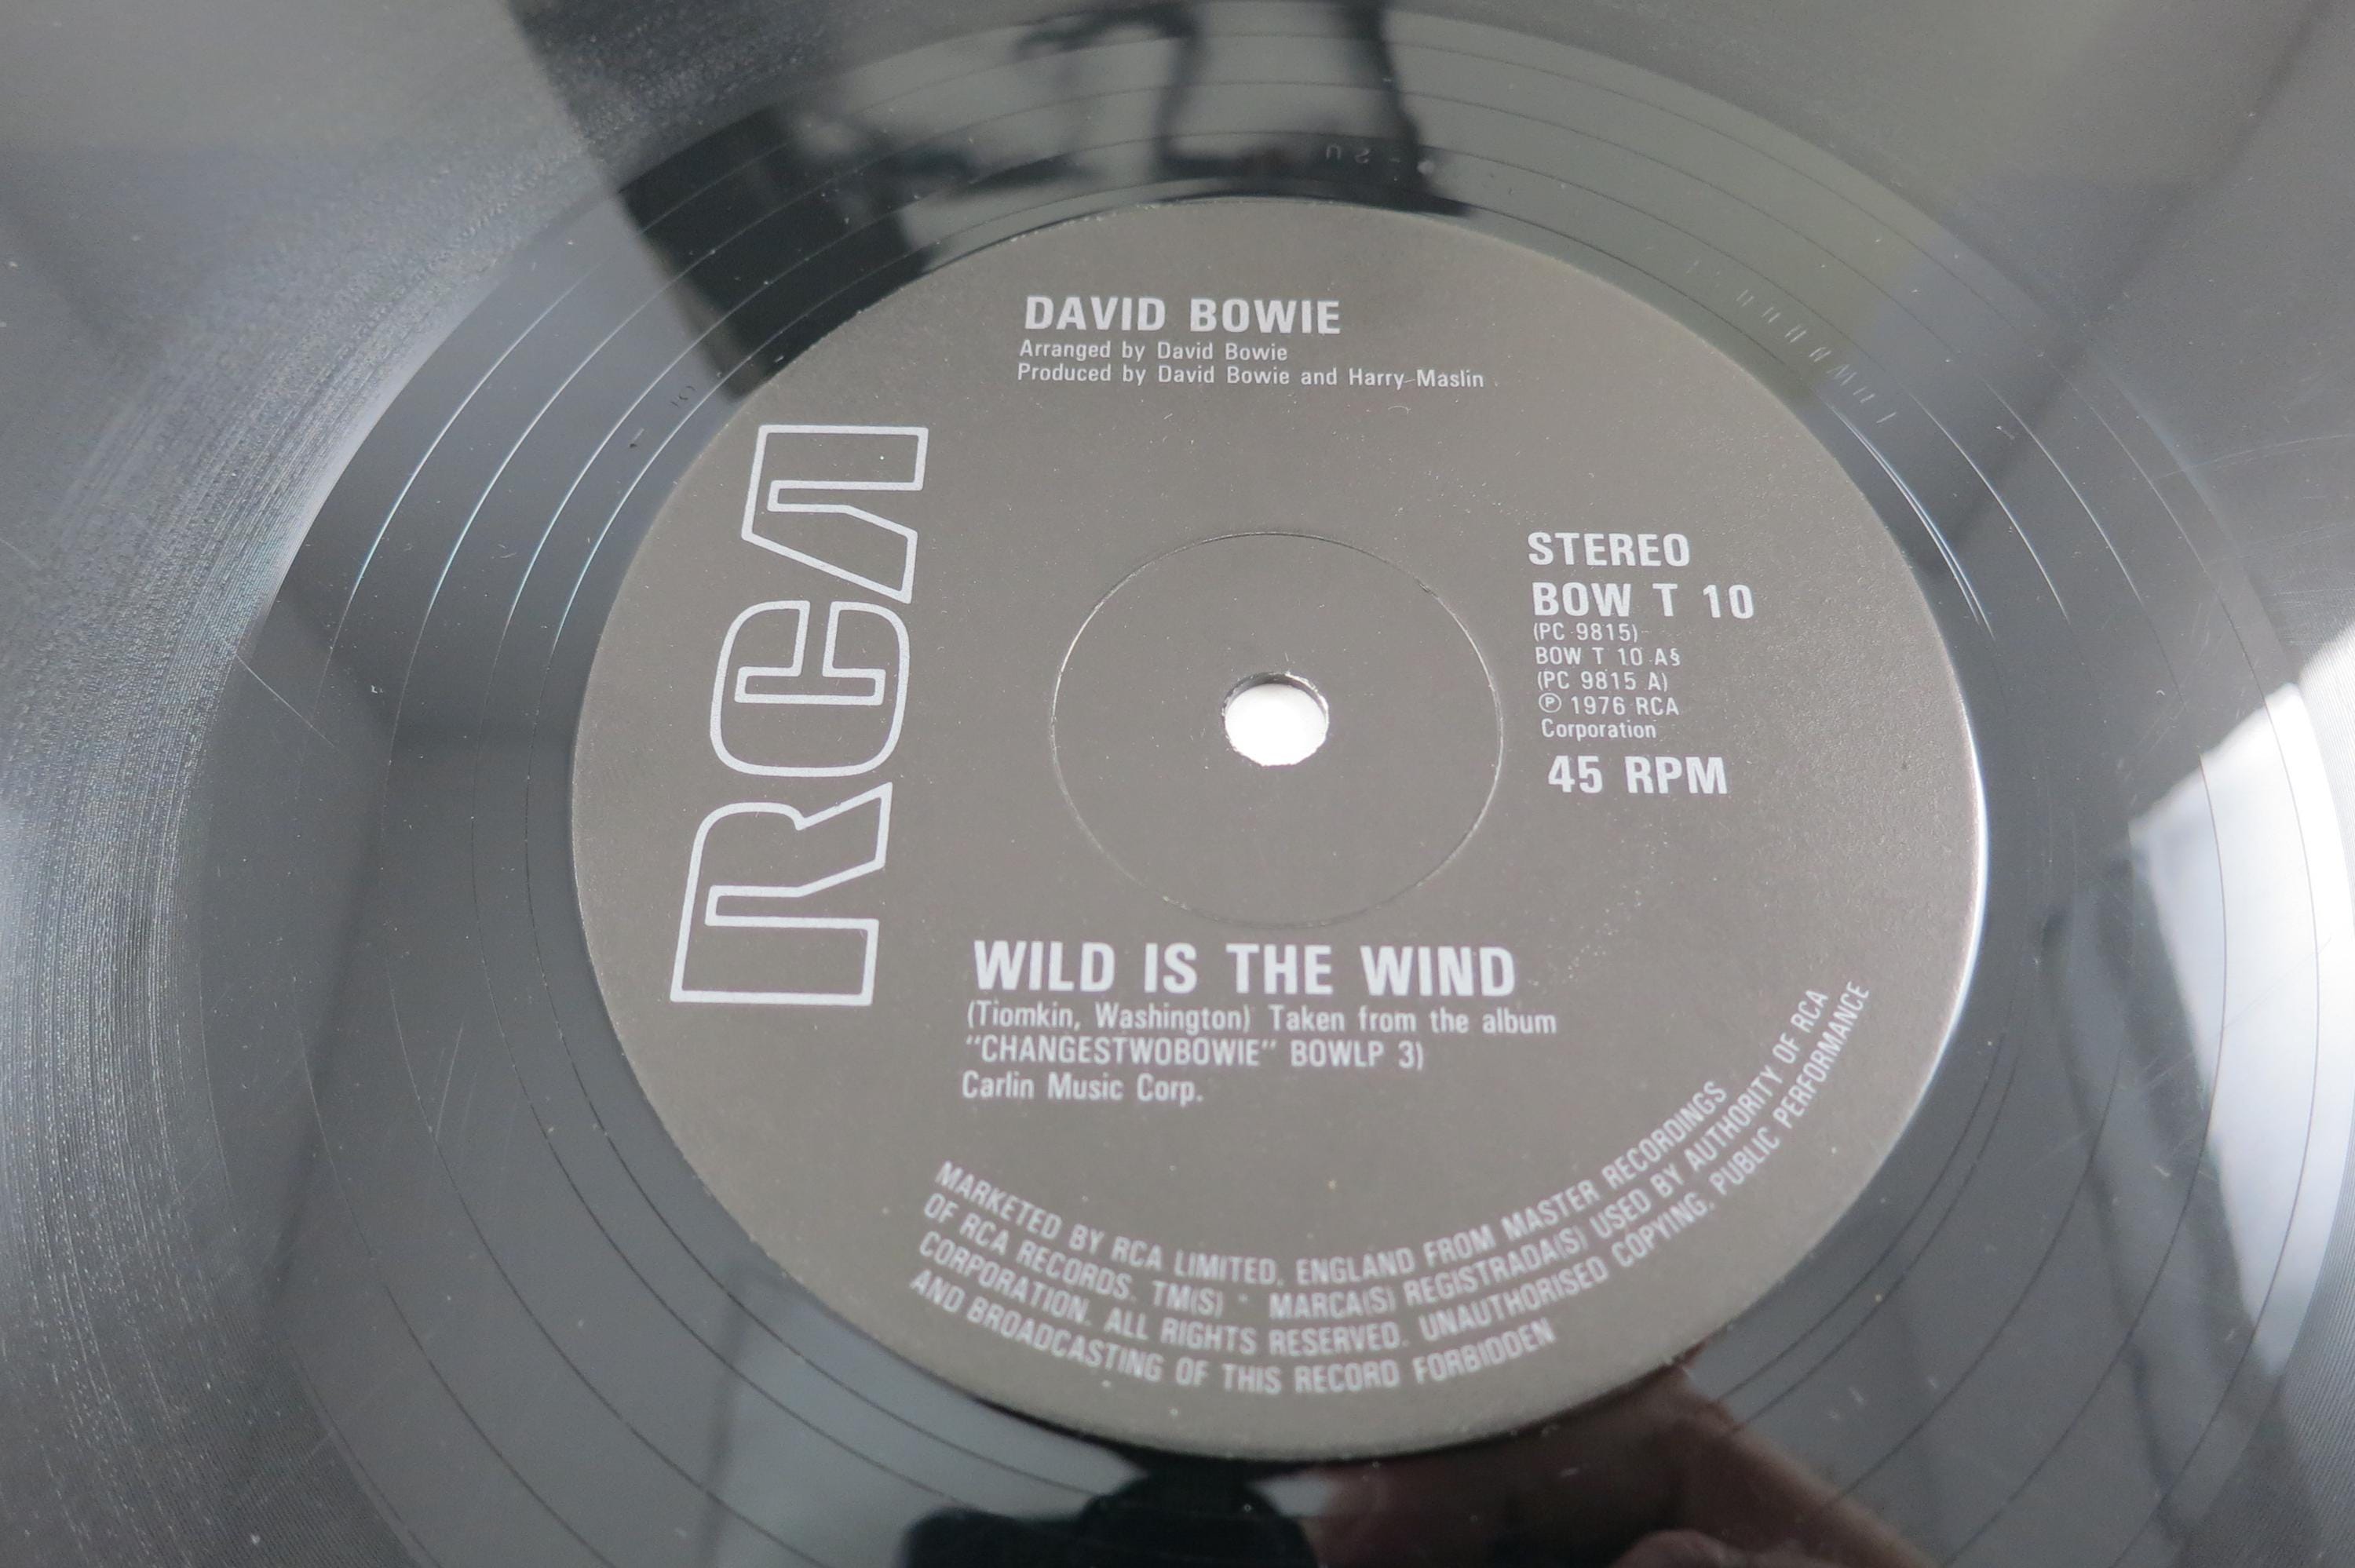 DAVID BOWIE
Arranged by David Bowie
Produced by David Bowie and Harry Maslin
RCA
STEREO
BOW T 10
(PC 9815)
BOW T 10 A§
(PC 9815 A)
℗ 1976 RCA
Corporation
45 RPM
WILD IS THE WIND
(Tiomkin, Washington) Taken from the album
"CHANGESTWOBOWIE" BOWLP 3)
Carlin Music Corp.
MARKETED BY RCA LIMITED, ENGLAND FROM MASTER RECORDINGS
OF RCA RECORDS. TM(S) * MARCA(S) REGISTRADA(S) USED BY AUTHORITY OF RCA
CORPORATION. ALL RIGHTS RESERVED. UNAUTHORISED COPYING, PUBLIC PERFORMANCE
AND BROADCASTING OF THIS RECORD FORBIDDEN